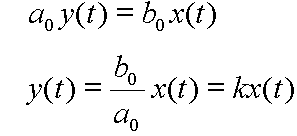 a₀ y(t) = b₀ x(t)
y(t) = b₀/a₀ x(t) = kx(t)